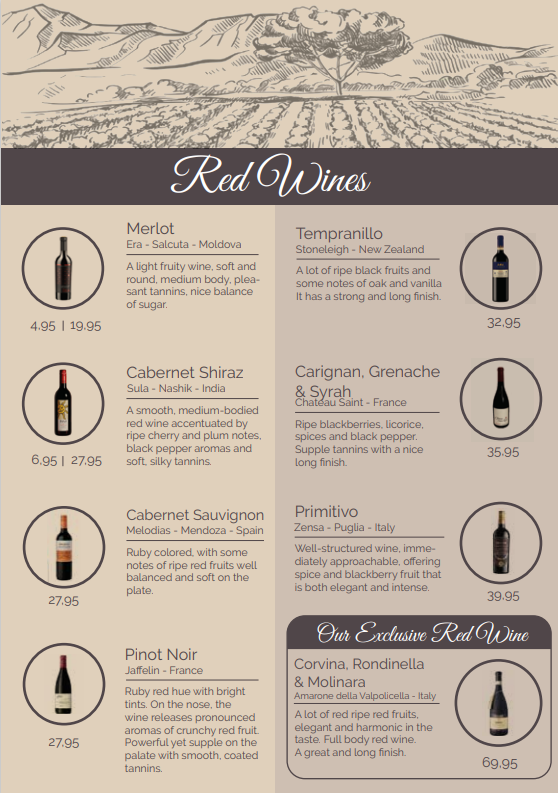 Red Wines
Merlot
Era - Salcuta - Moldova
A light fruity wine, soft and
round, medium body, plea-
sant tannins, nice balance
of sugar.
4,95 | 19,95
Cabernet Shiraz
Sula - Nashik - India
A smooth, medium-bodied
red wine accentuated by
ripe cherry and plum notes,
black pepper aromas and
soft, silky tannins.
6,95 | 27,95
Cabernet Sauvignon
Melodias - Mendoza - Spain
Ruby colored, with some
notes of ripe red fruits well
balanced and soft on the
plate.
27,95
Pinot Noir
Jaffelin - France
Ruby red hue with bright
tints. On the nose, the
wine releases pronounced
aromas of crunchy red fruit.
Powerful yet supple on the
palate with smooth, coated
tannins.
27,95
Tempranillo
Stoneleigh - New Zealand
A lot of ripe black fruits and
some notes of oak and vanilla
It has a strong and long finish.
32,95
Carignan, Grenache
& Syrah
Chateau Saint - France
Ripe blackberries, licorice,
spices and black pepper.
Supple tannins with a nice
long finish.
35,95
Primitivo
Zensa - Puglia - Italy
Well-structured wine, imme-
diately approachable, offering
spice and blackberry fruit that
is both elegant and intense.
39,95
Our Exclusive Red Wine
Corvina, Rondinella
& Molinara
Amarone della Valpolicella - Italy
A lot of red ripe red fruits,
elegant and harmonic in the
taste. Full body red wine.
A great and long finish.
69,95